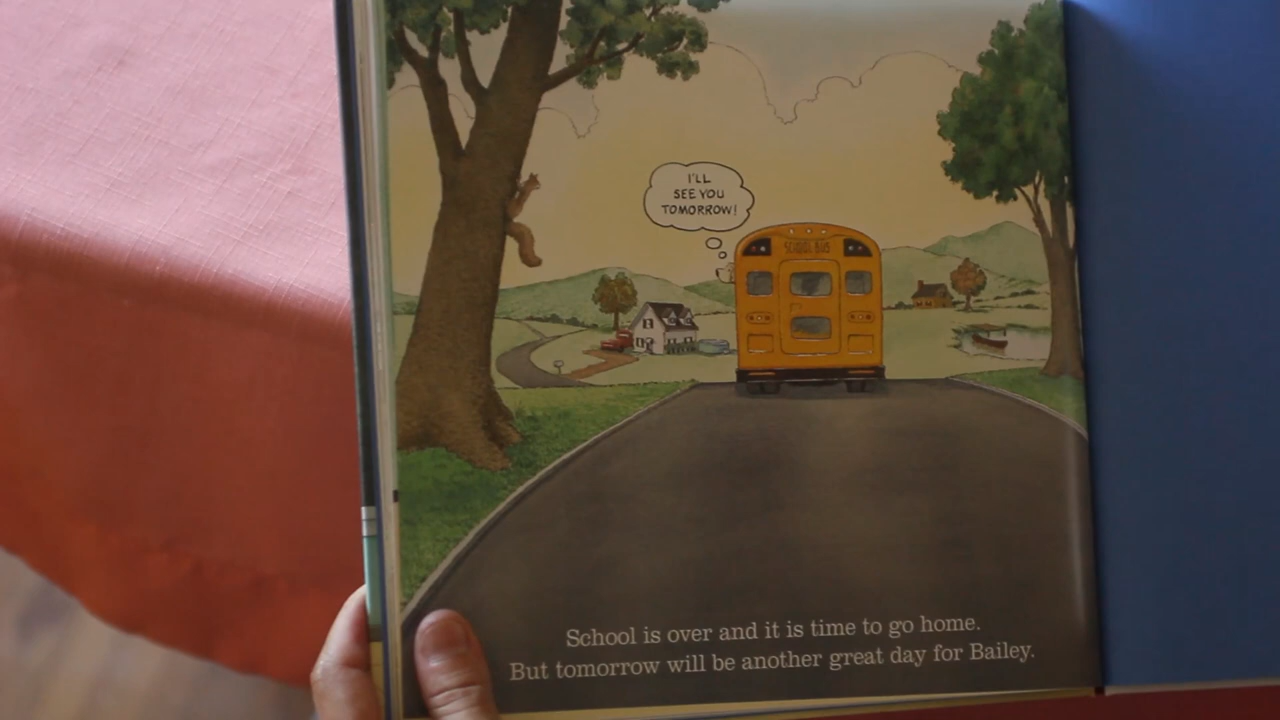 I'LL
SEE YOU
TOMORROW!
SCHOOL BUS
School is over and it is time to go home.
But tomorrow will be another great day for Bailey.